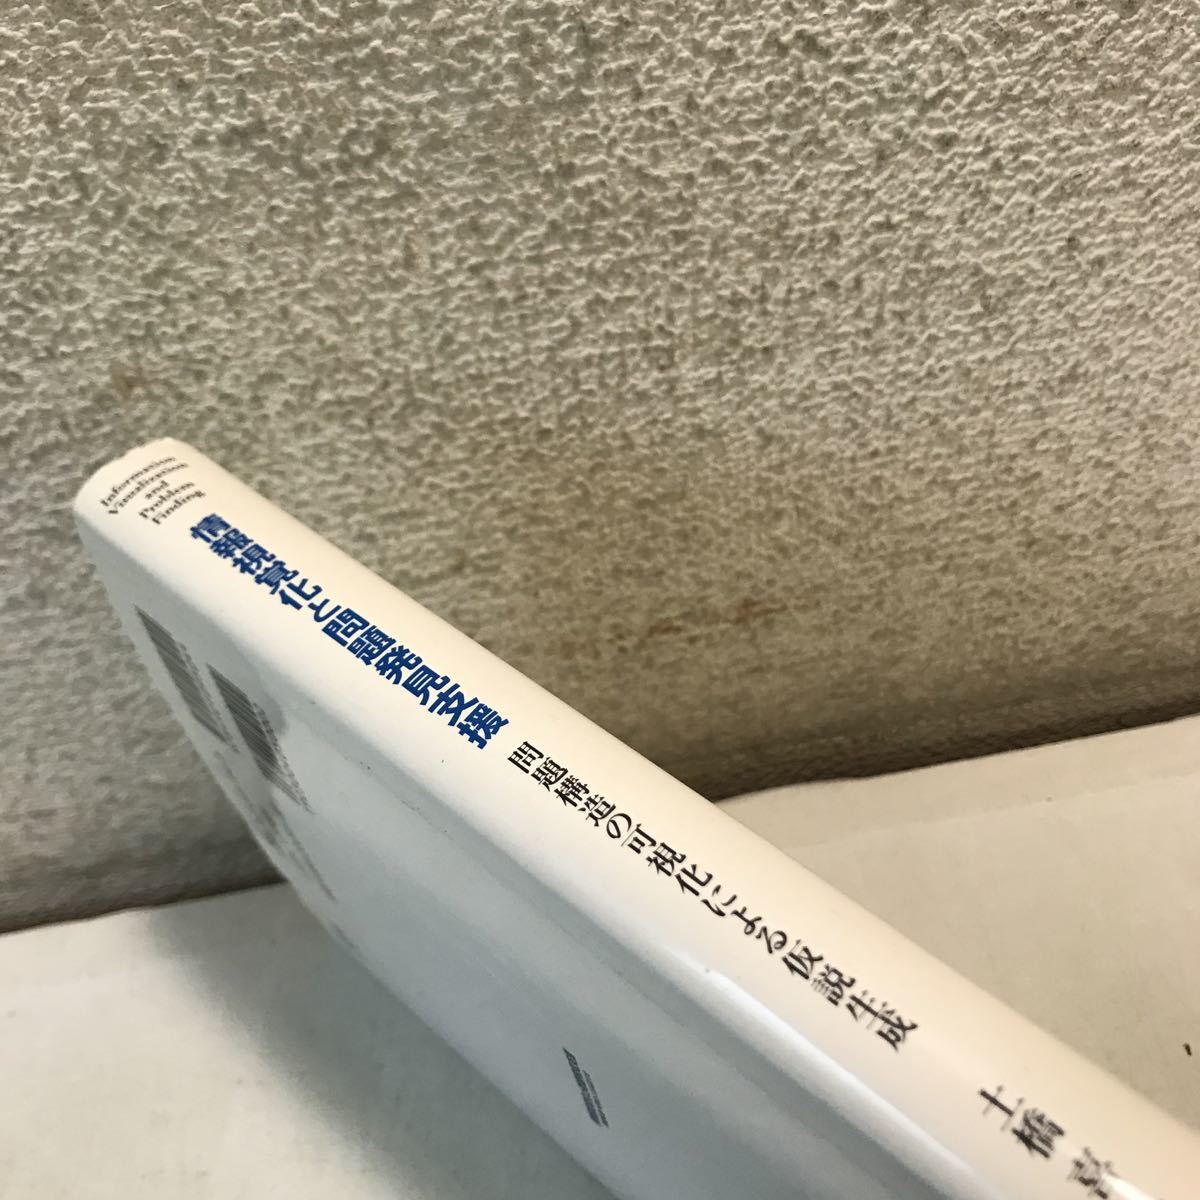 Information
Visualization
and
Problem
Finding
情報視覚化と問題発見支援
問題構造の可視化による仮説生成
土橋 喜